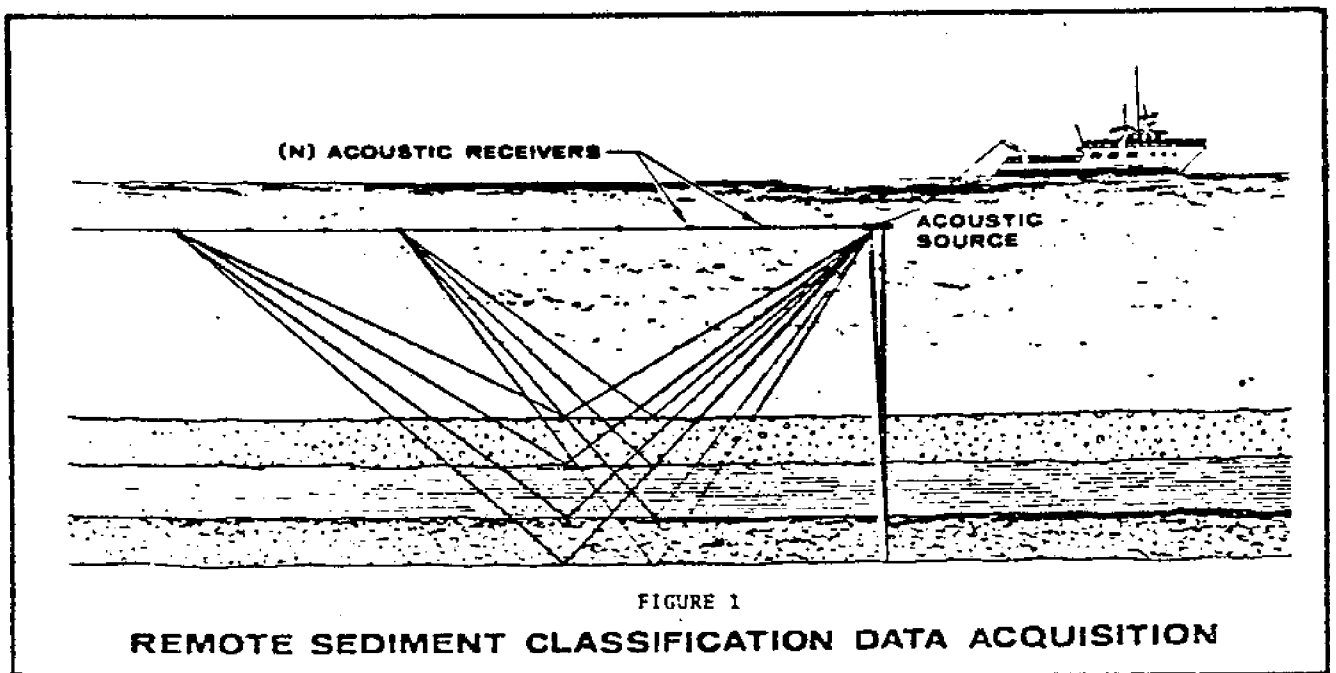 (N) ACOUSTIC RECEIVERS
ACOUSTIC
SOURCE
FIGURE 1
REMOTE SEDIMENT CLASSIFICATION DATA ACQUISITION